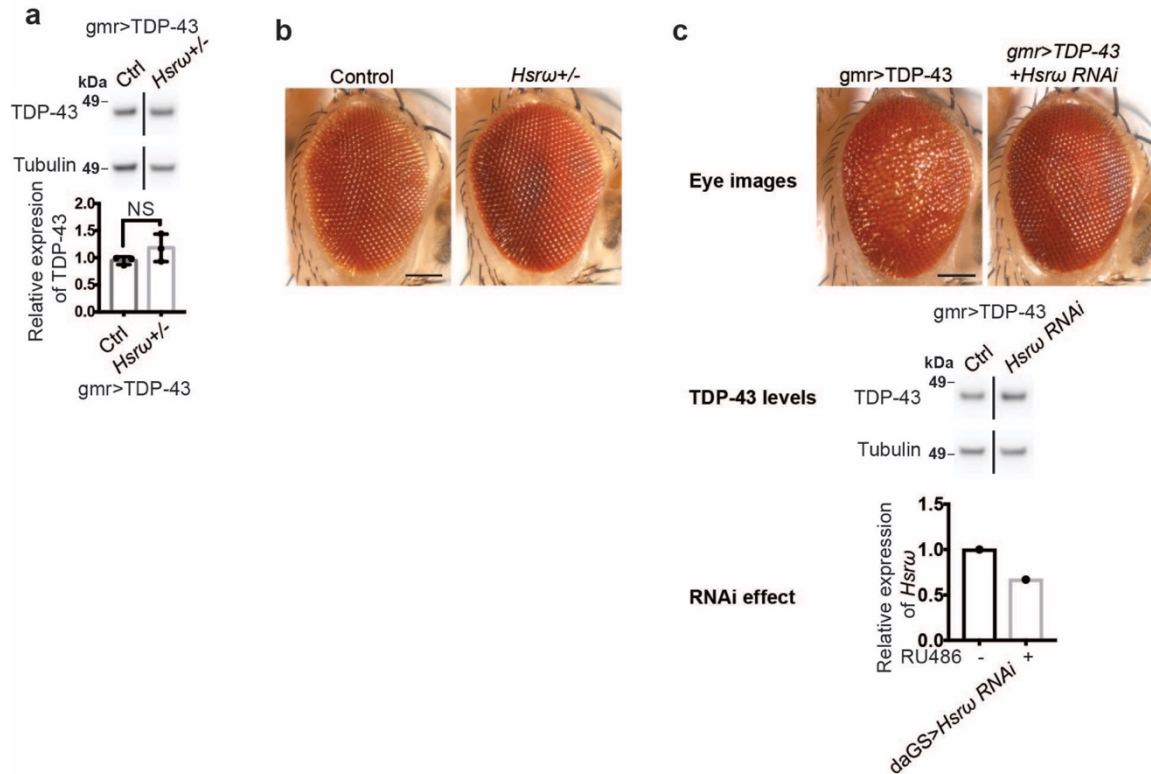 a
gmr>TDP-43
Ctrl
Hsrω+/-
kDa
49
TDP-43
Tubulin
49
Relative expression
of TDP-43
2.0
1.5
1.0
0.5
0.0
NS
Ctrl
Hsrω+/-
gmr>TDP-43
b
Control
Hsrω+/-
c
gmr>TDP-43
gmr>TDP-43
+Hsrω RNAi
Eye images
gmr>TDP-43
Ctrl
Hsrω RNAi
kDa
49
TDP-43 levels
TDP-43
Tubulin
49
RNAi effect
Relative expression
of Hsrω
1.5
1.0
0.5
0.0
RU486 - +
daGS>Hsrω RNAi